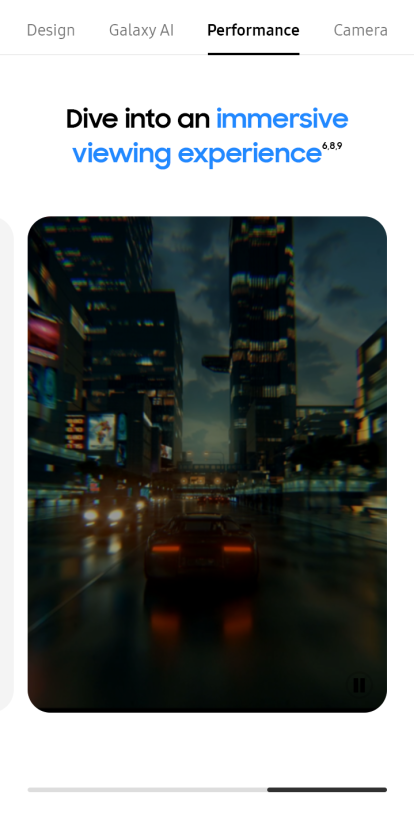 Design Galaxy AI Performance Camera
Dive into an immersive
viewing experience6,8,9